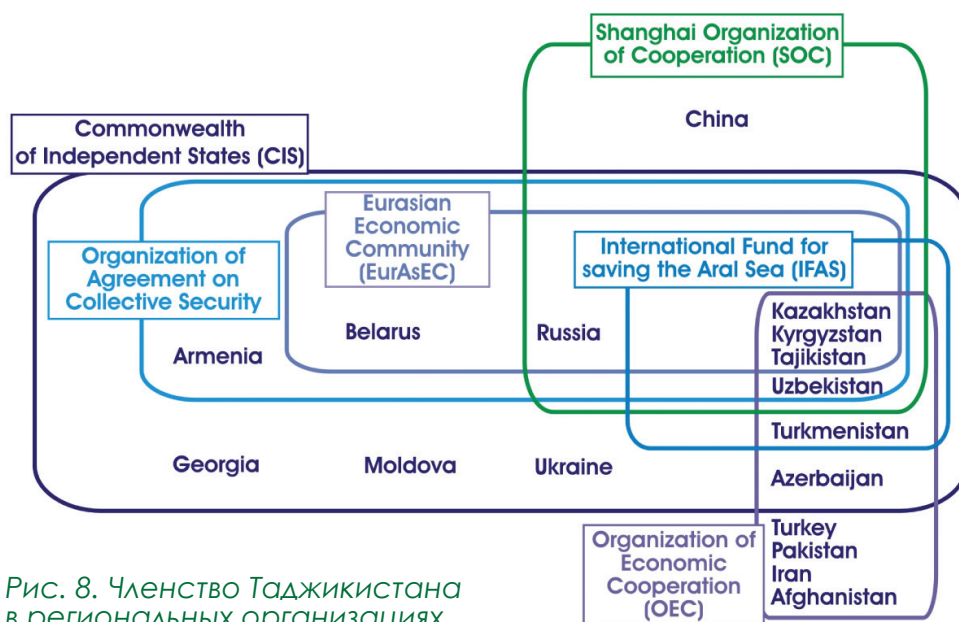 Shanghai Organization
of Cooperation (SOC)
China
Commonwealth
of Independent States (CIS)
Eurasian
Economic
Community
(EurAsEC)
Organization of
Agreement on
Collective Security
International Fund for
saving the Aral Sea (IFAS)
Kazakhstan
Kyrgyzstan
Tajikistan
Uzbekistan
Belarus
Russia
Armenia
Turkmenistan
Georgia
Moldova
Ukraine
Azerbaijan
Turkey
Pakistan
Iran
Afghanistan
Organization of
Economic
Cooperation
(OEC)
Рис. 8. Членство Таджикистана
в региональных организациях